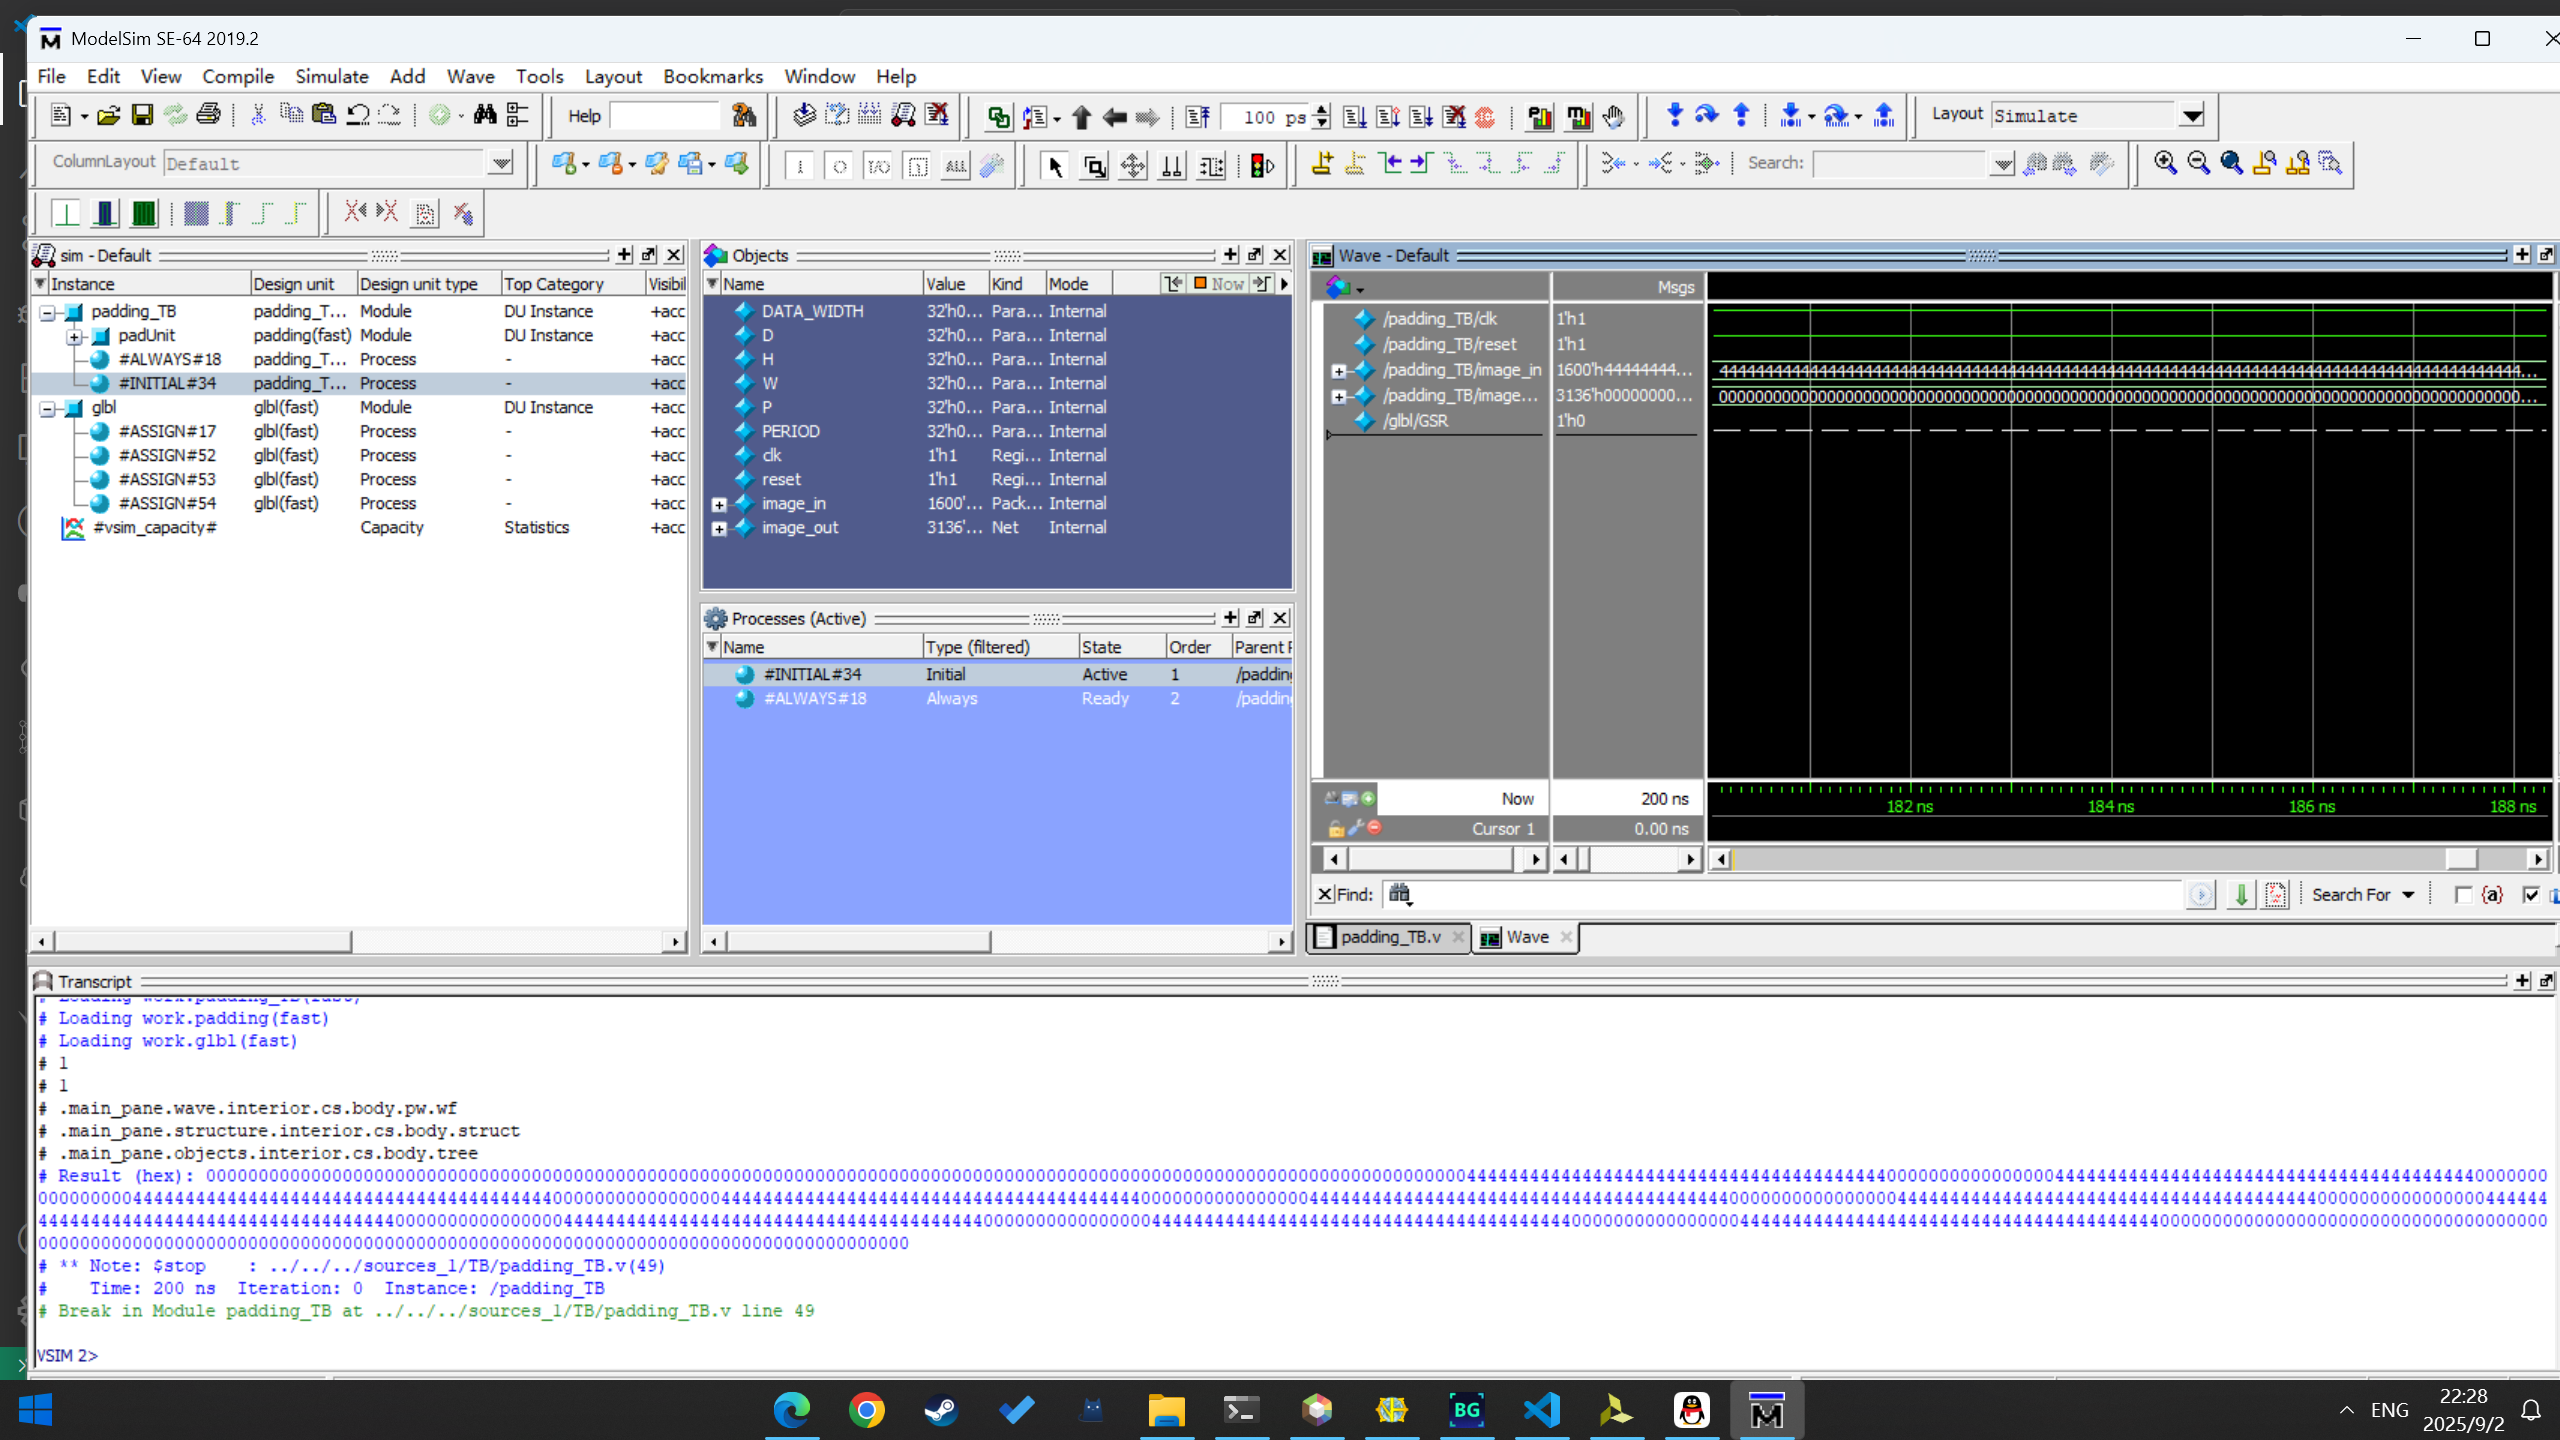 ModelSim SE-64 2019.2
File Edit View Compile Simulate Add Wave Tools Layout Bookmarks Window Help
Help 100 ps Layout Simulate
ColumnLayout Default ALL Search:
sim - Default
Instance Design unit Design unit type Top Category Visibil
padding_TB padding_T... Module DU Instance +acc
padUnit padding(fast) Module DU Instance +acc
#ALWAYS#18 padding_T... Process - +acc
#INITIAL#34 padding_T... Process - +acc
glbl glbl(fast) Module DU Instance +acc
#ASSIGN#17 glbl(fast) Process - +acc
#ASSIGN#52 glbl(fast) Process - +acc
#ASSIGN#53 glbl(fast) Process - +acc
#ASSIGN#54 glbl(fast) Process - +acc
#vsim_capacity# Capacity Statistics +acc
Objects
Name Value Kind Mode Now
DATA_WIDTH 32'h0... Para... Internal
D 32'h0... Para... Internal
H 32'h0... Para... Internal
W 32'h0... Para... Internal
P 32'h0... Para... Internal
PERIOD 32'h0... Para... Internal
clk 1'h1 Regi... Internal
reset 1'h1 Regi... Internal
image_in 1600'... Pack... Internal
image_out 3136'... Net Internal
Processes (Active)
Name Type (filtered) State Order Parent P
#INITIAL#34 Initial Active 1 /padding
#ALWAYS#18 Always Ready 2 /padding
Wave - Default
Msgs
/padding_TB/clk 1'h1
/padding_TB/reset 1'h1
/padding_TB/image_in 1600'h44444444...
/padding_TB/image... 3136'h00000000...
/glbl/GSR 1'h0
Now 200 ns
182 ns 184 ns 186 ns 188 ns
Cursor 1 0.00 ns
Find: Search For {a}
padding_TB.v Wave
Transcript
# Loading work.padding_TB(fast)
# Loading work.padding(fast)
# Loading work.glbl(fast)
# 1
# 1
# .main_pane.wave.interior.cs.body.pw.wf
# .main_pane.structure.interior.cs.body.struct
# .main_pane.objects.interior.cs.body.tree
# Result (hex):
# ** Note: $stop : ../../../sources_1/TB/padding_TB.v(49)
# Time: 200 ns Iteration: 0 Instance: /padding_TB
# Break in Module padding_TB at ../../../sources_1/TB/padding_TB.v line 49
VSIM 2>
BG
ENG
22:28
2025/9/2